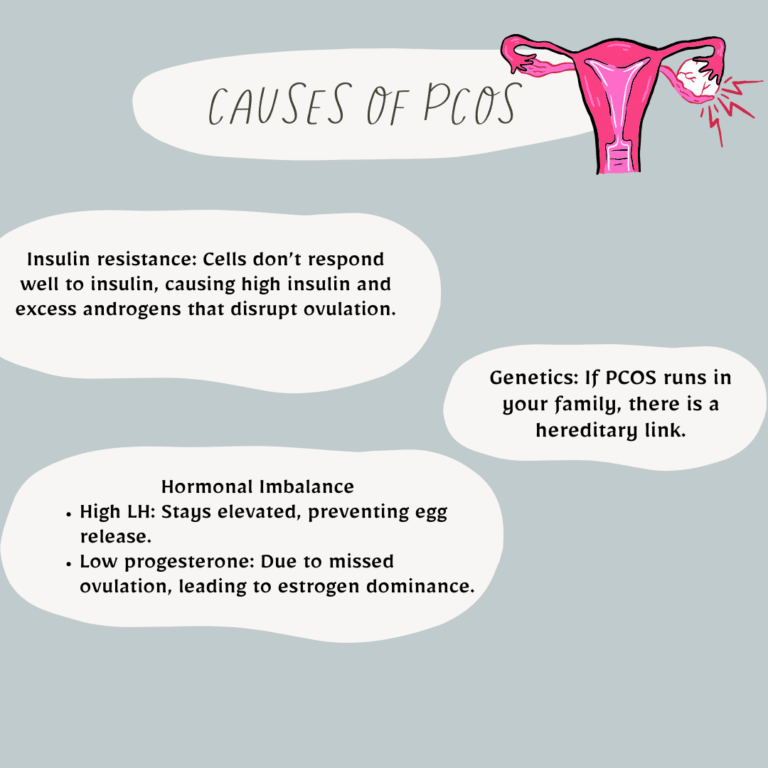 CAUSES OF PCOS
Insulin resistance: Cells don’t respond
well to insulin, causing high insulin and
excess androgens that disrupt ovulation.
Genetics: If PCOS runs in
your family, there is a
hereditary link.
Hormonal Imbalance
• High LH: Stays elevated, preventing egg
release.
• Low progesterone: Due to missed
ovulation, leading to estrogen dominance.